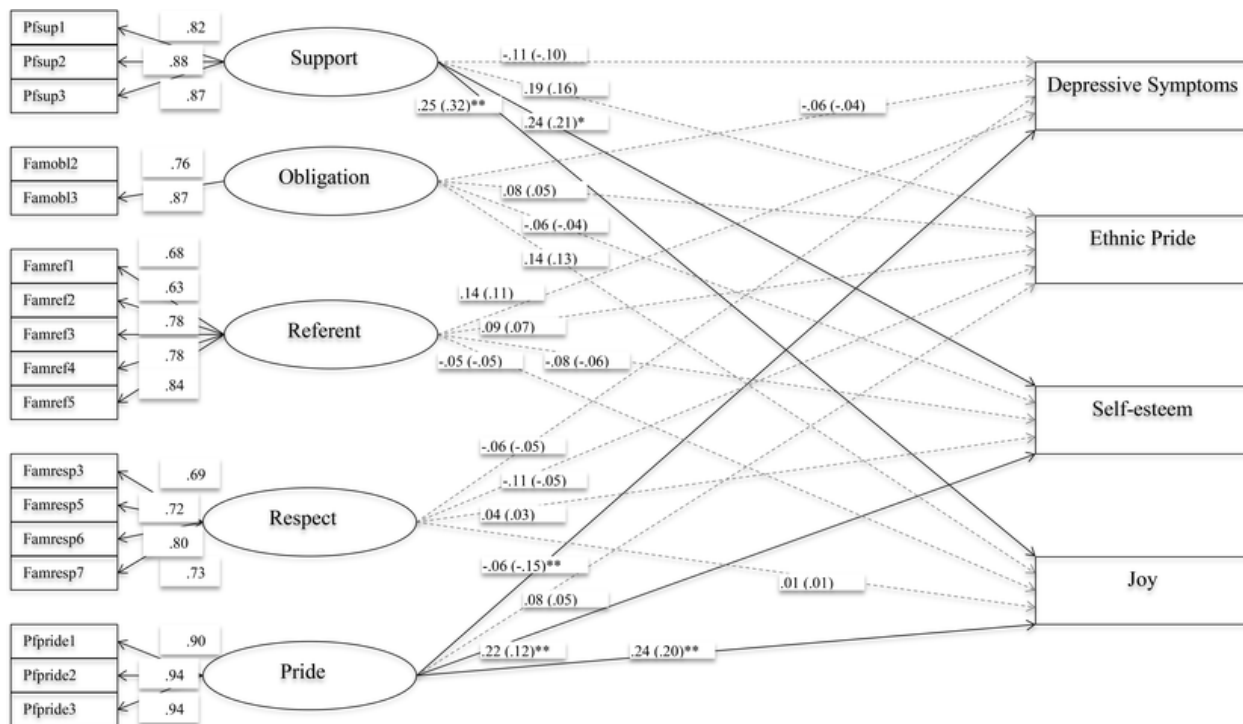 Pfsup1
Pfsup2
Pfsup3
.82
.88
.87
Support
Famobl2
Famobl3
.76
.87
Obligation
Famref1
Famref2
Famref3
Famref4
Famref5
.68
.63
.78
.78
.84
Referent
Famresp3
Famresp5
Famresp6
Famresp7
.69
.72
.80
.73
Respect
Pfpride1
Pfpride2
Pfpride3
.90
.94
.94
Pride
-.11 (-.10)
.19 (.16)
.25 (.32)**
.24 (.21)*
-.06 (-.04)
.08 (.05)
-.06 (-.04)
.14 (.13)
.14 (.11)
.09 (.07)
-.05 (-.05)
-.08 (-.06)
-.06 (-.05)
-.11 (-.05)
.04 (.03)
.01 (.01)
-.06 (-.15)**
.08 (.05)
.22 (.12)**
.24 (.20)**
Depressive Symptoms
Ethnic Pride
Self-esteem
Joy